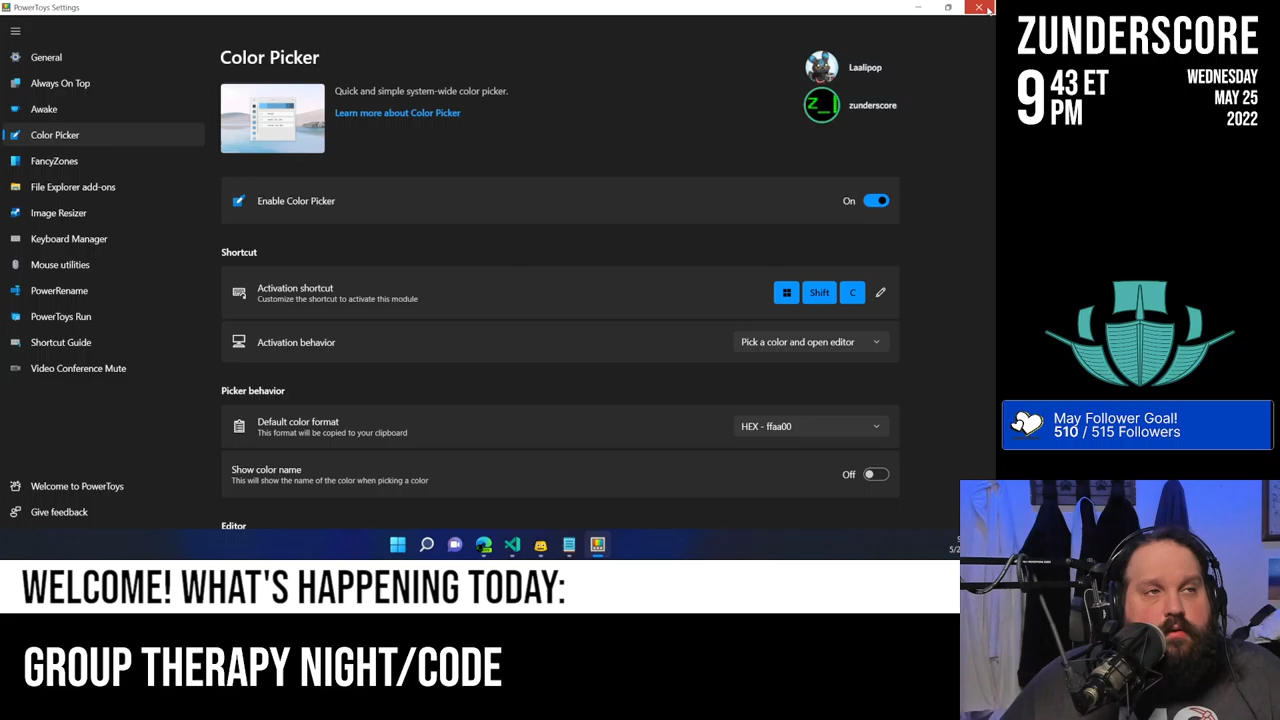 PowerToys Settings
General
Always On Top
Awake
Color Picker
FancyZones
File Explorer add-ons
Image Resizer
Keyboard Manager
Mouse utilities
PowerRename
PowerToys Run
Shortcut Guide
Video Conference Mute
Welcome to PowerToys
Give feedback
Color Picker
Quick and simple system-wide color picker.
Learn more about Color Picker
Laalipop
z_|
zunderscore
Enable Color Picker
On
Shortcut
Activation shortcut
Customize the shortcut to activate this module
Shift
C
Activation behavior
Pick a color and open editor
Picker behavior
Default color format
This format will be copied to your clipboard
HEX - ffaa00
Show color name
This will show the name of the color when picking a color
Off
Editor
ZUNDERSCORE
9 43 ET
PM
WEDNESDAY
MAY 25
2022
May Follower Goal!
510 / 515 Followers
WELCOME! WHAT'S HAPPENING TODAY:
GROUP THERAPY NIGHT/CODE